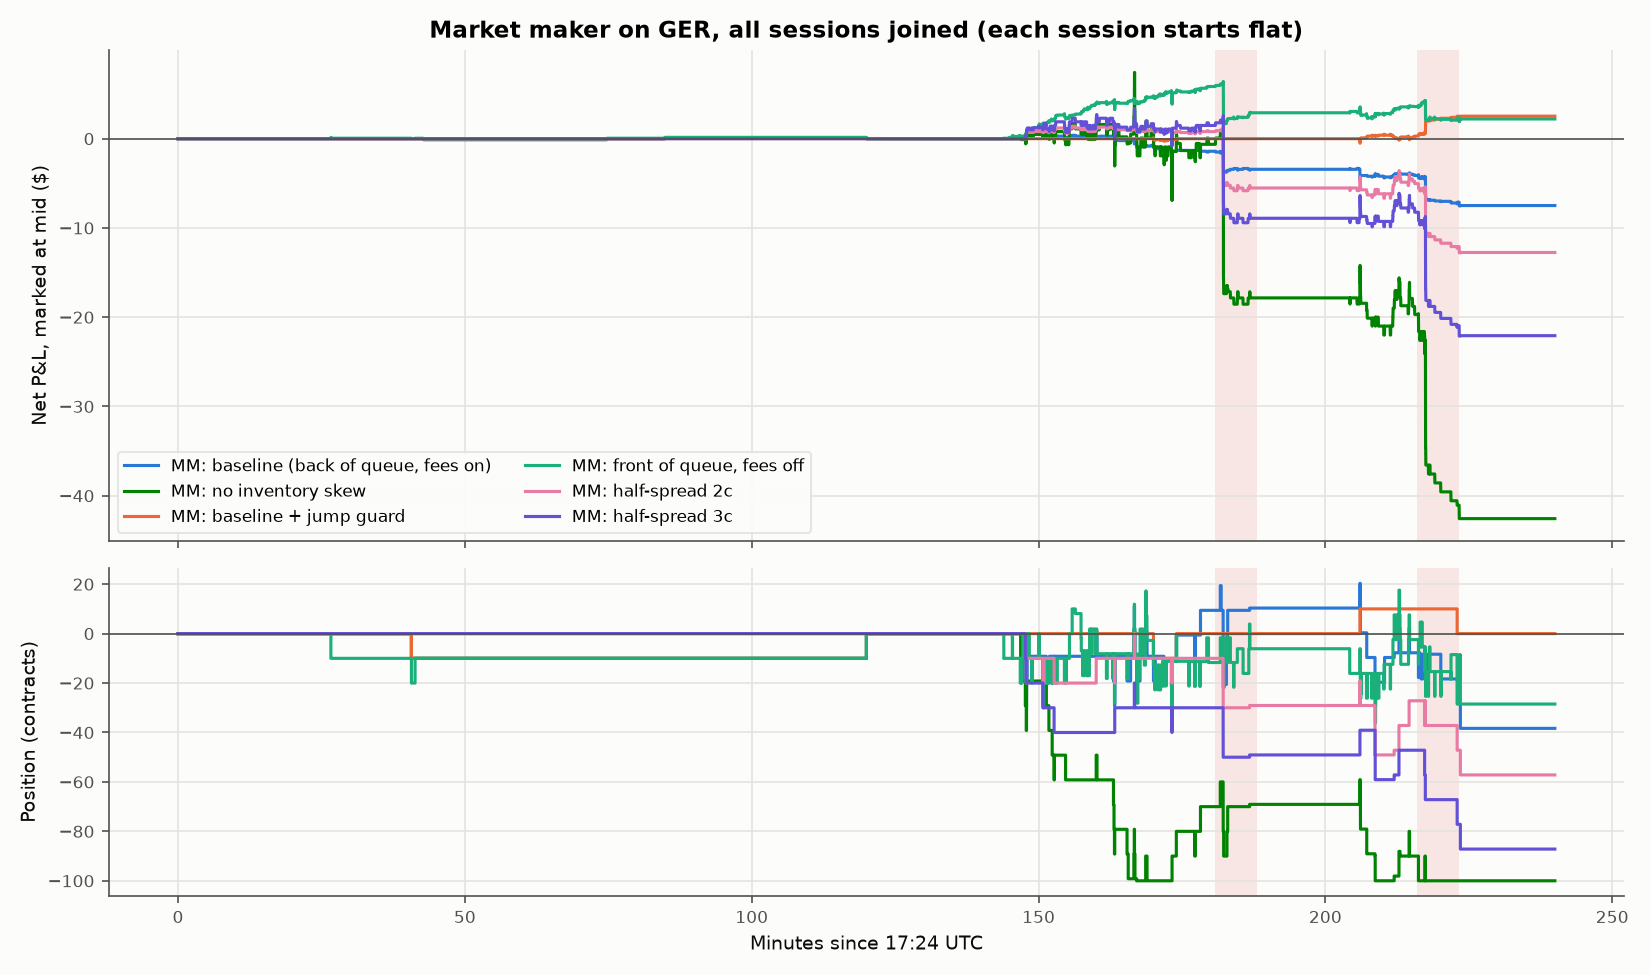 Market maker on GER, all sessions joined (each session starts flat)
Net P&L, marked at mid ($)
0
−10
−20
−30
−40
MM: baseline (back of queue, fees on)
MM: no inventory skew
MM: baseline + jump guard
MM: front of queue, fees off
MM: half-spread 2c
MM: half-spread 3c
Position (contracts)
20
0
−20
−40
−60
−80
−100
0
50
100
150
200
250
Minutes since 17:24 UTC